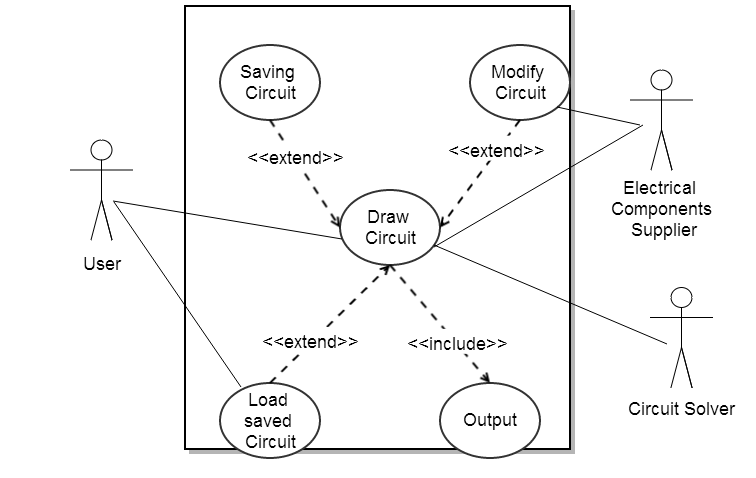 Saving
Circuit
Modify
Circuit
<<extend>>
<<extend>>
Electrical
Components
Supplier
Draw
Circuit
User
<<extend>>
<<include>>
Load
saved
Circuit
Output
Circuit Solver